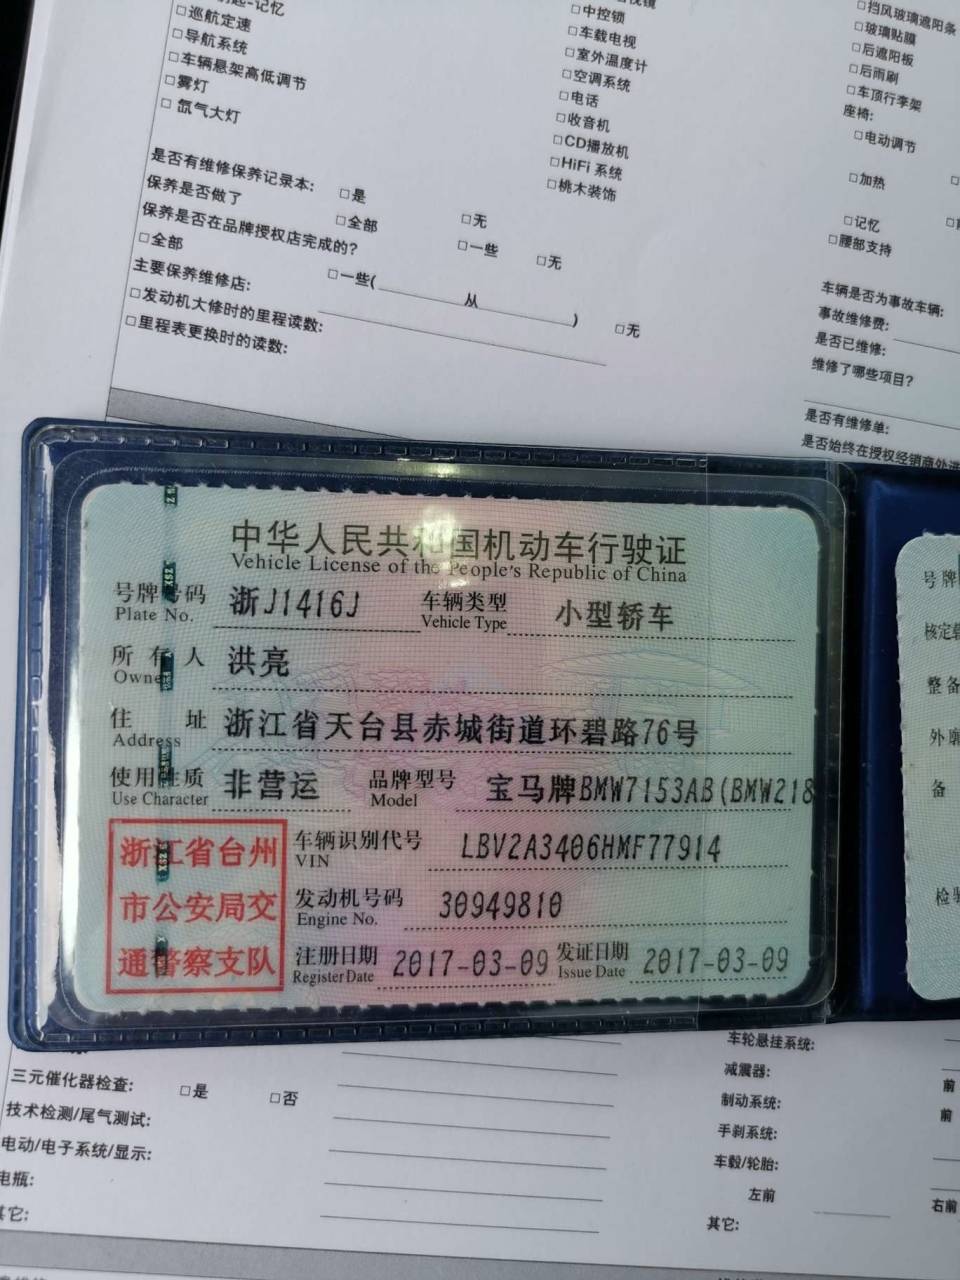 □巡航定速
□导航系统
□车辆悬架高低调节
□雾灯
□ 氙气大灯
□中控锁
□车载电视
□室外温度计
□空调系统
□电话
□收音机
□CD播放机
□HiFi 系统
□桃木装饰
□挡风玻璃遮阳条
□玻璃贴膜
□后遮阳板
□后雨刷
□车顶行李架
座椅:
□电动调节
□加热
□记忆
□腰部支持
是否有维修保养记录本: □是 □无
保养是否做了 □全部 □一些 □无
保养是否在品牌授权店完成的?
□全部 □一些( 从 ) □无
主要保养维修店:
□发动机大修时的里程读数:
□里程表更换时的读数:
车辆是否为事故车辆:
事故维修费:
是否已维修:
维修了哪些项目?
是否有维修单:
是否始终在授权经销商处
中华人民共和国机动车行驶证
Vehicle License of the People's Republic of China
号牌号码 浙J1416J 车辆类型 小型轿车
Plate No. Vehicle Type
所有人 洪亮
Owner
住址 浙江省天台县赤城街道环碧路76号
Address
使用性质 非营运 品牌型号 宝马牌BMW7153AB(BMW218
Use Character Model
浙江省台州
市公安局交
通警察支队
车辆识别代号 LBV2A3406HMF77914
VIN
发动机号码 30949810
Engine No.
注册日期 2017-03-09 发证日期 2017-03-09
Register Date Issue Date
号牌
核定载
整备
外廓
备
检验
三元催化器检查: □是 □否
技术检测/尾气测试:
电动/电子系统/显示:
电瓶:
其它:
车轮悬挂系统:
减震器: 前
制动系统: 前
手刹系统:
车毂/轮胎:
左前 右前
其它: